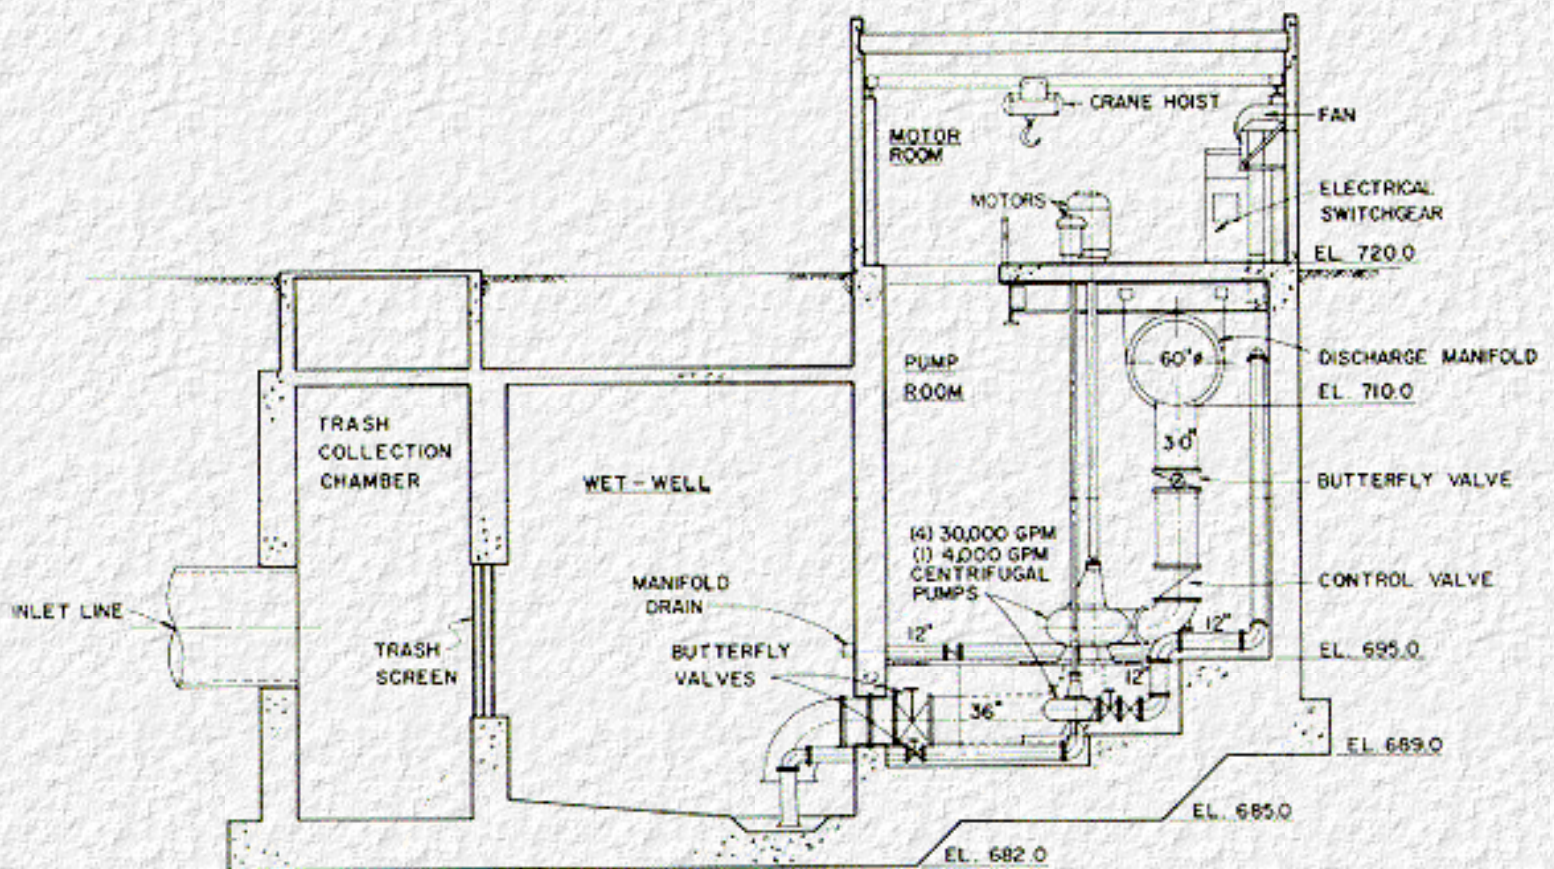 CRANE HOIST
FAN
MOTOR
ROOM
MOTORS
ELECTRICAL
SWITCHGEAR
EL. 720.0
PUMP
ROOM
60"ø
DISCHARGE MANIFOLD
EL. 710.0
TRASH
COLLECTION
CHAMBER
30"
WET-WELL
BUTTERFLY VALVE
(4) 30,000 GPM
(1) 4,000 GPM
CENTRIFUGAL
PUMPS
MANIFOLD
DRAIN
CONTROL VALVE
INLET LINE
12"
12"
TRASH
SCREEN
BUTTERFLY
VALVES
EL. 695.0
12"
36"
EL. 689.0
EL. 685.0
EL. 682.0